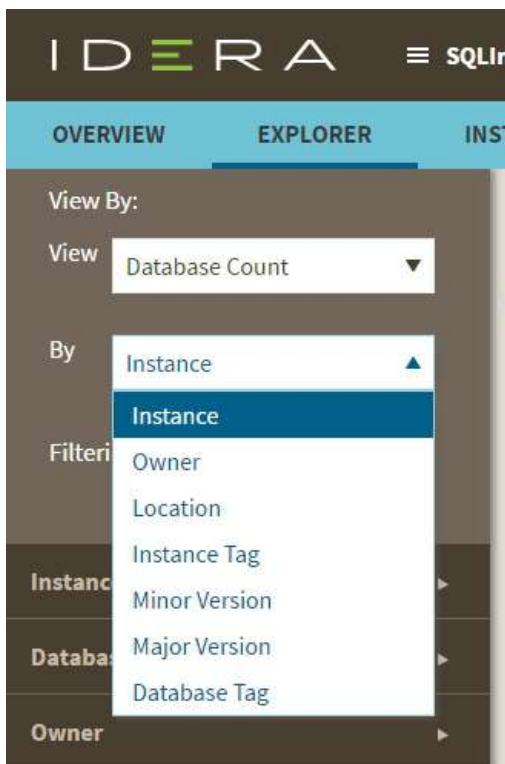 IDERA
SQLIn
OVERVIEW EXPLORER INS
View By:
View Database Count
By Instance
Instance
Filteri
Owner
Location
Instance Tag
Instanc
Minor Version
Major Version
Databa
Database Tag
Owner